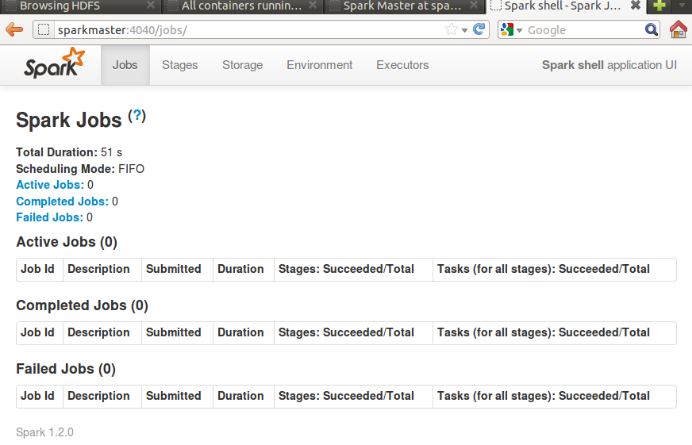 Browsing HDFS
All containers runnin...
Spark Master at spa...
Spark shell - Spark J...
sparkmaster:4040/jobs/
Google
Spark
Jobs
Stages
Storage
Environment
Executors
Spark shell application UI
Spark Jobs (?)
Total Duration: 51 s
Scheduling Mode: FIFO
Active Jobs: 0
Completed Jobs: 0
Failed Jobs: 0
Active Jobs (0)
Job Id Description Submitted Duration Stages: Succeeded/Total Tasks (for all stages): Succeeded/Total
Completed Jobs (0)
Job Id Description Submitted Duration Stages: Succeeded/Total Tasks (for all stages): Succeeded/Total
Failed Jobs (0)
Job Id Description Submitted Duration Stages: Succeeded/Total Tasks (for all stages): Succeeded/Total
Spark 1.2.0